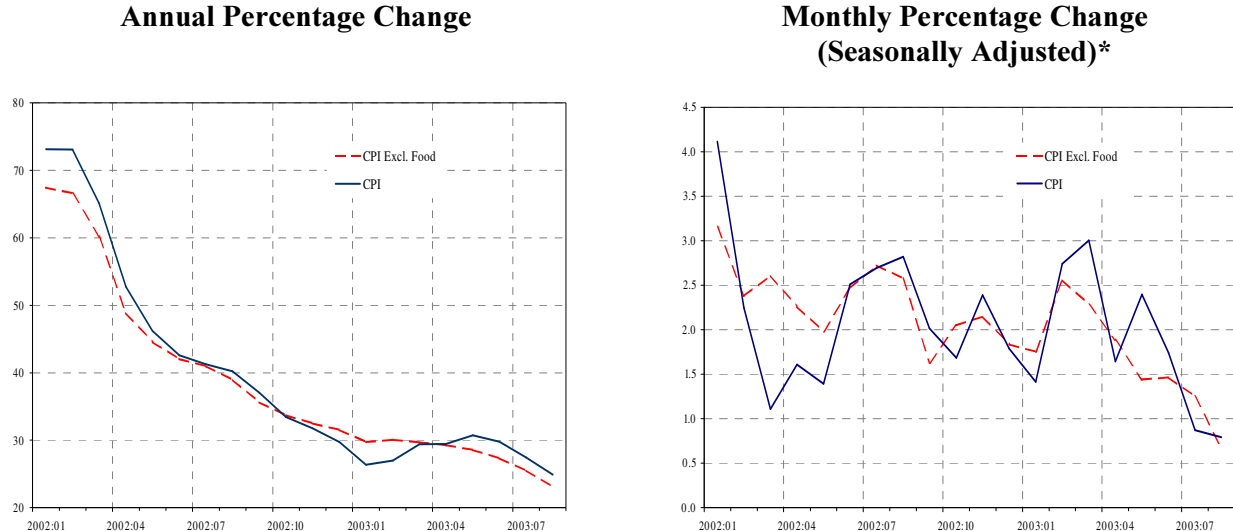 Annual Percentage Change
80
70
60
50
40
30
20
2002:01 2002:04 2002:07 2002:10 2003:01 2003:04 2003:07
CPI Excl. Food
CPI
Monthly Percentage Change
(Seasonally Adjusted)*
4.5
4.0
3.5
3.0
2.5
2.0
1.5
1.0
0.5
0.0
2002:01 2002:04 2002:07 2002:10 2003:01 2003:04 2003:07
CPI Excl. Food
CPI